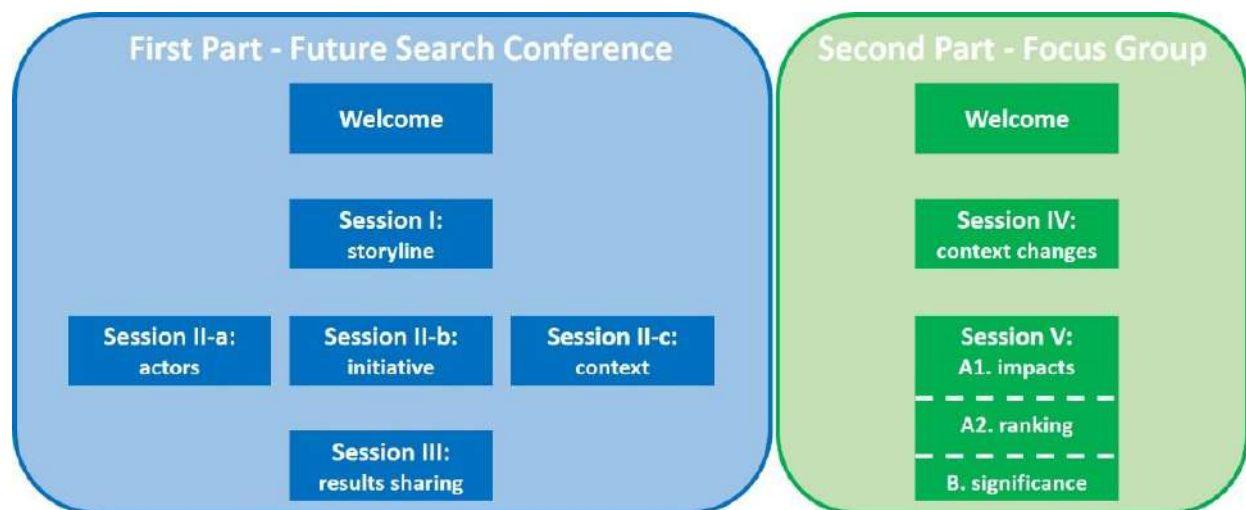 First Part - Future Search Conference
Welcome
Session I:
storyline
Session II-a:
actors
Session II-b:
initiative
Session II-c:
context
Session III:
results sharing
Second Part - Focus Group
Welcome
Session IV:
context changes
Session V:
A1. impacts
A2. ranking
B. significance